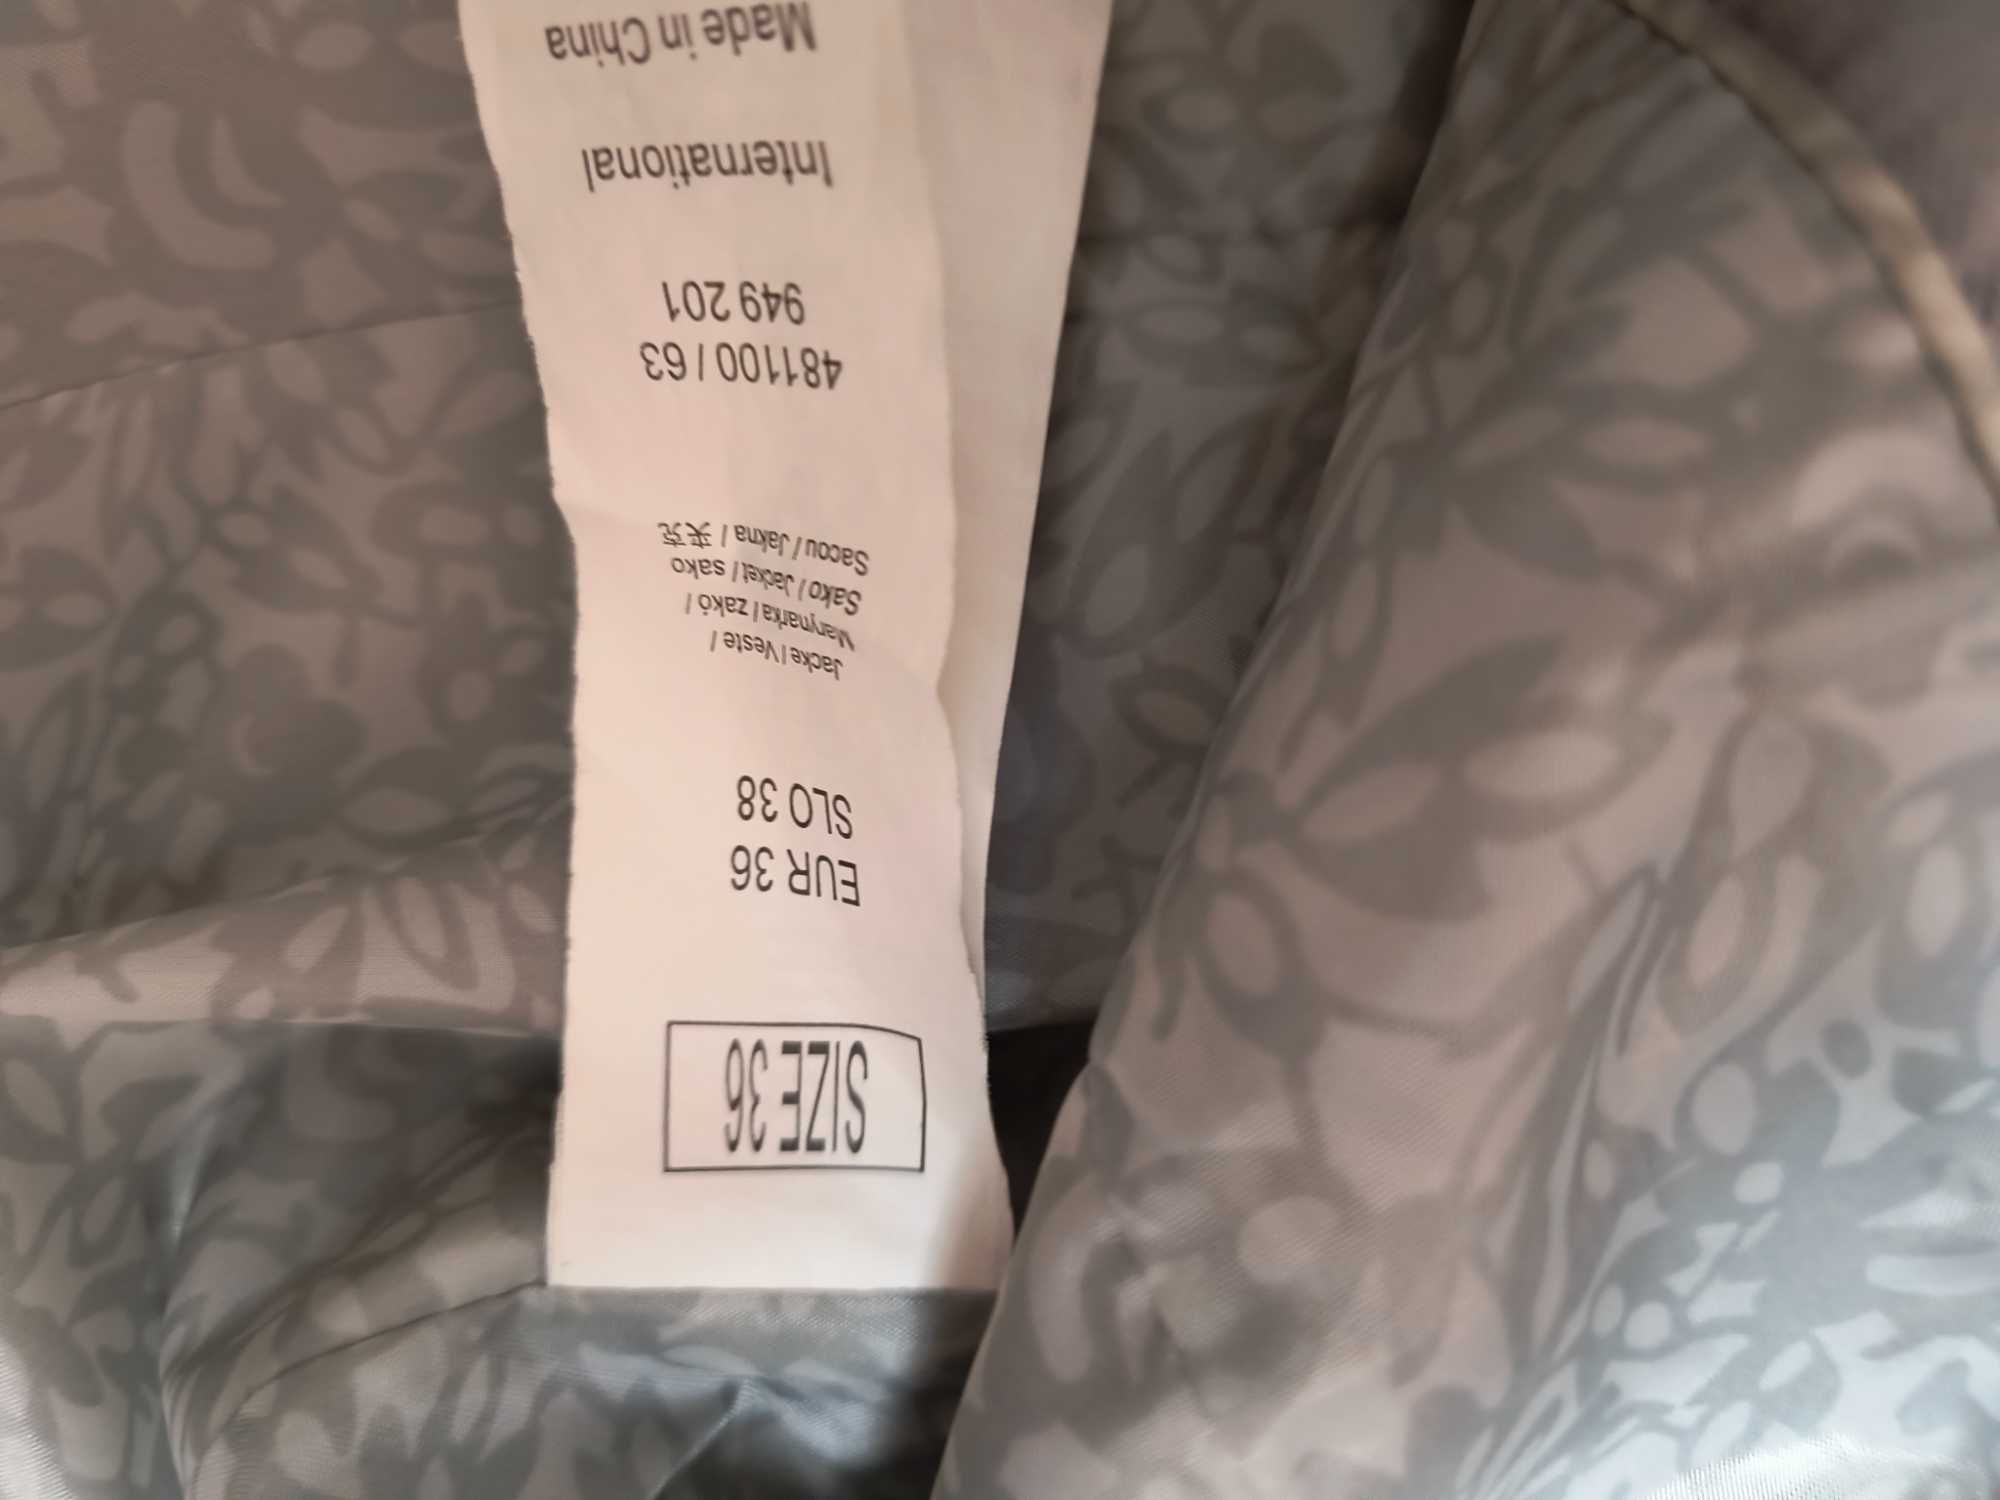 SIZE 36
EUR 36
SLO 38
Jacke / Veste /
Marynarka / zakó /
Sako / Jacket / sako
Sacou / Jakna / 夹克
481100 / 63
949 201
International
Made in China